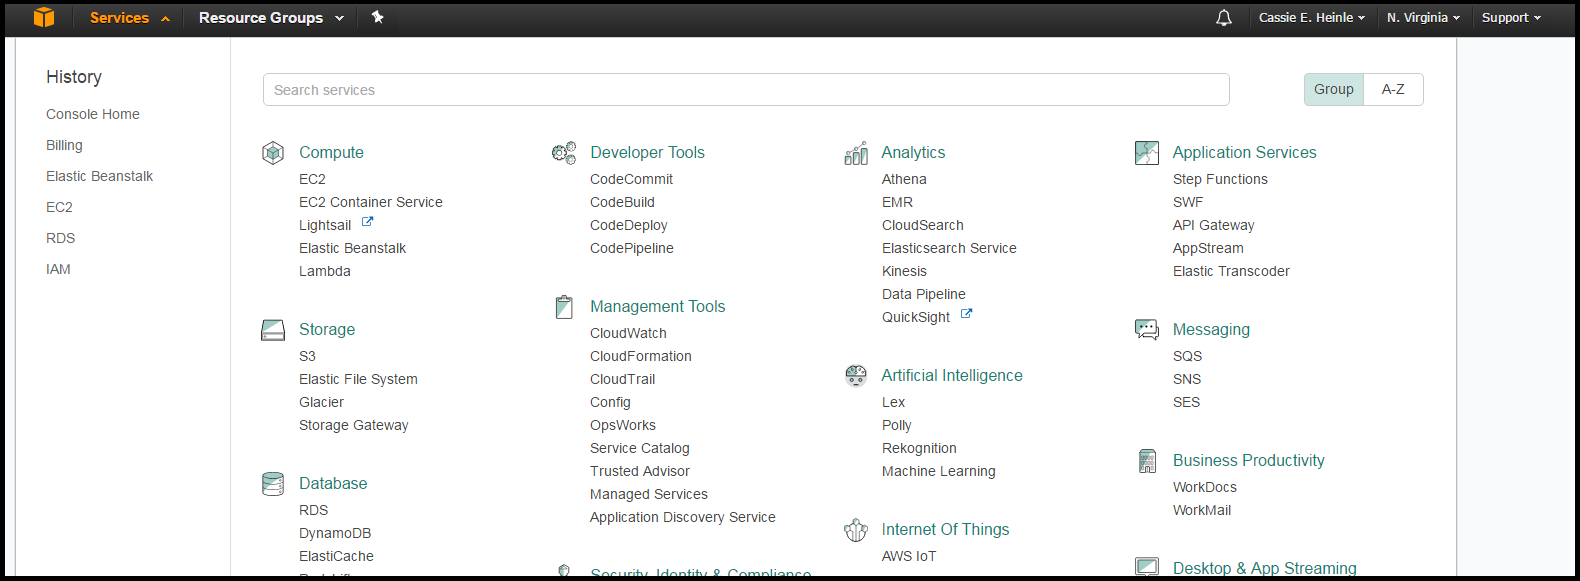 Services
Resource Groups
Cassie E. Heinle
N. Virginia
Support
History
Console Home
Billing
Elastic Beanstalk
EC2
RDS
IAM
Search services
Group
A-Z
Compute
EC2
EC2 Container Service
Lightsail
Elastic Beanstalk
Lambda
Storage
S3
Elastic File System
Glacier
Storage Gateway
Database
RDS
DynamoDB
ElastiCache
Redshift
Developer Tools
CodeCommit
CodeBuild
CodeDeploy
CodePipeline
Management Tools
CloudWatch
CloudFormation
CloudTrail
Config
OpsWorks
Service Catalog
Trusted Advisor
Managed Services
Application Discovery Service
Security, Identity & Compliance
Analytics
Athena
EMR
CloudSearch
Elasticsearch Service
Kinesis
Data Pipeline
QuickSight
Artificial Intelligence
Lex
Polly
Rekognition
Machine Learning
Internet Of Things
AWS IoT
Application Services
Step Functions
SWF
API Gateway
AppStream
Elastic Transcoder
Messaging
SQS
SNS
SES
Business Productivity
WorkDocs
WorkMail
Desktop & App Streaming